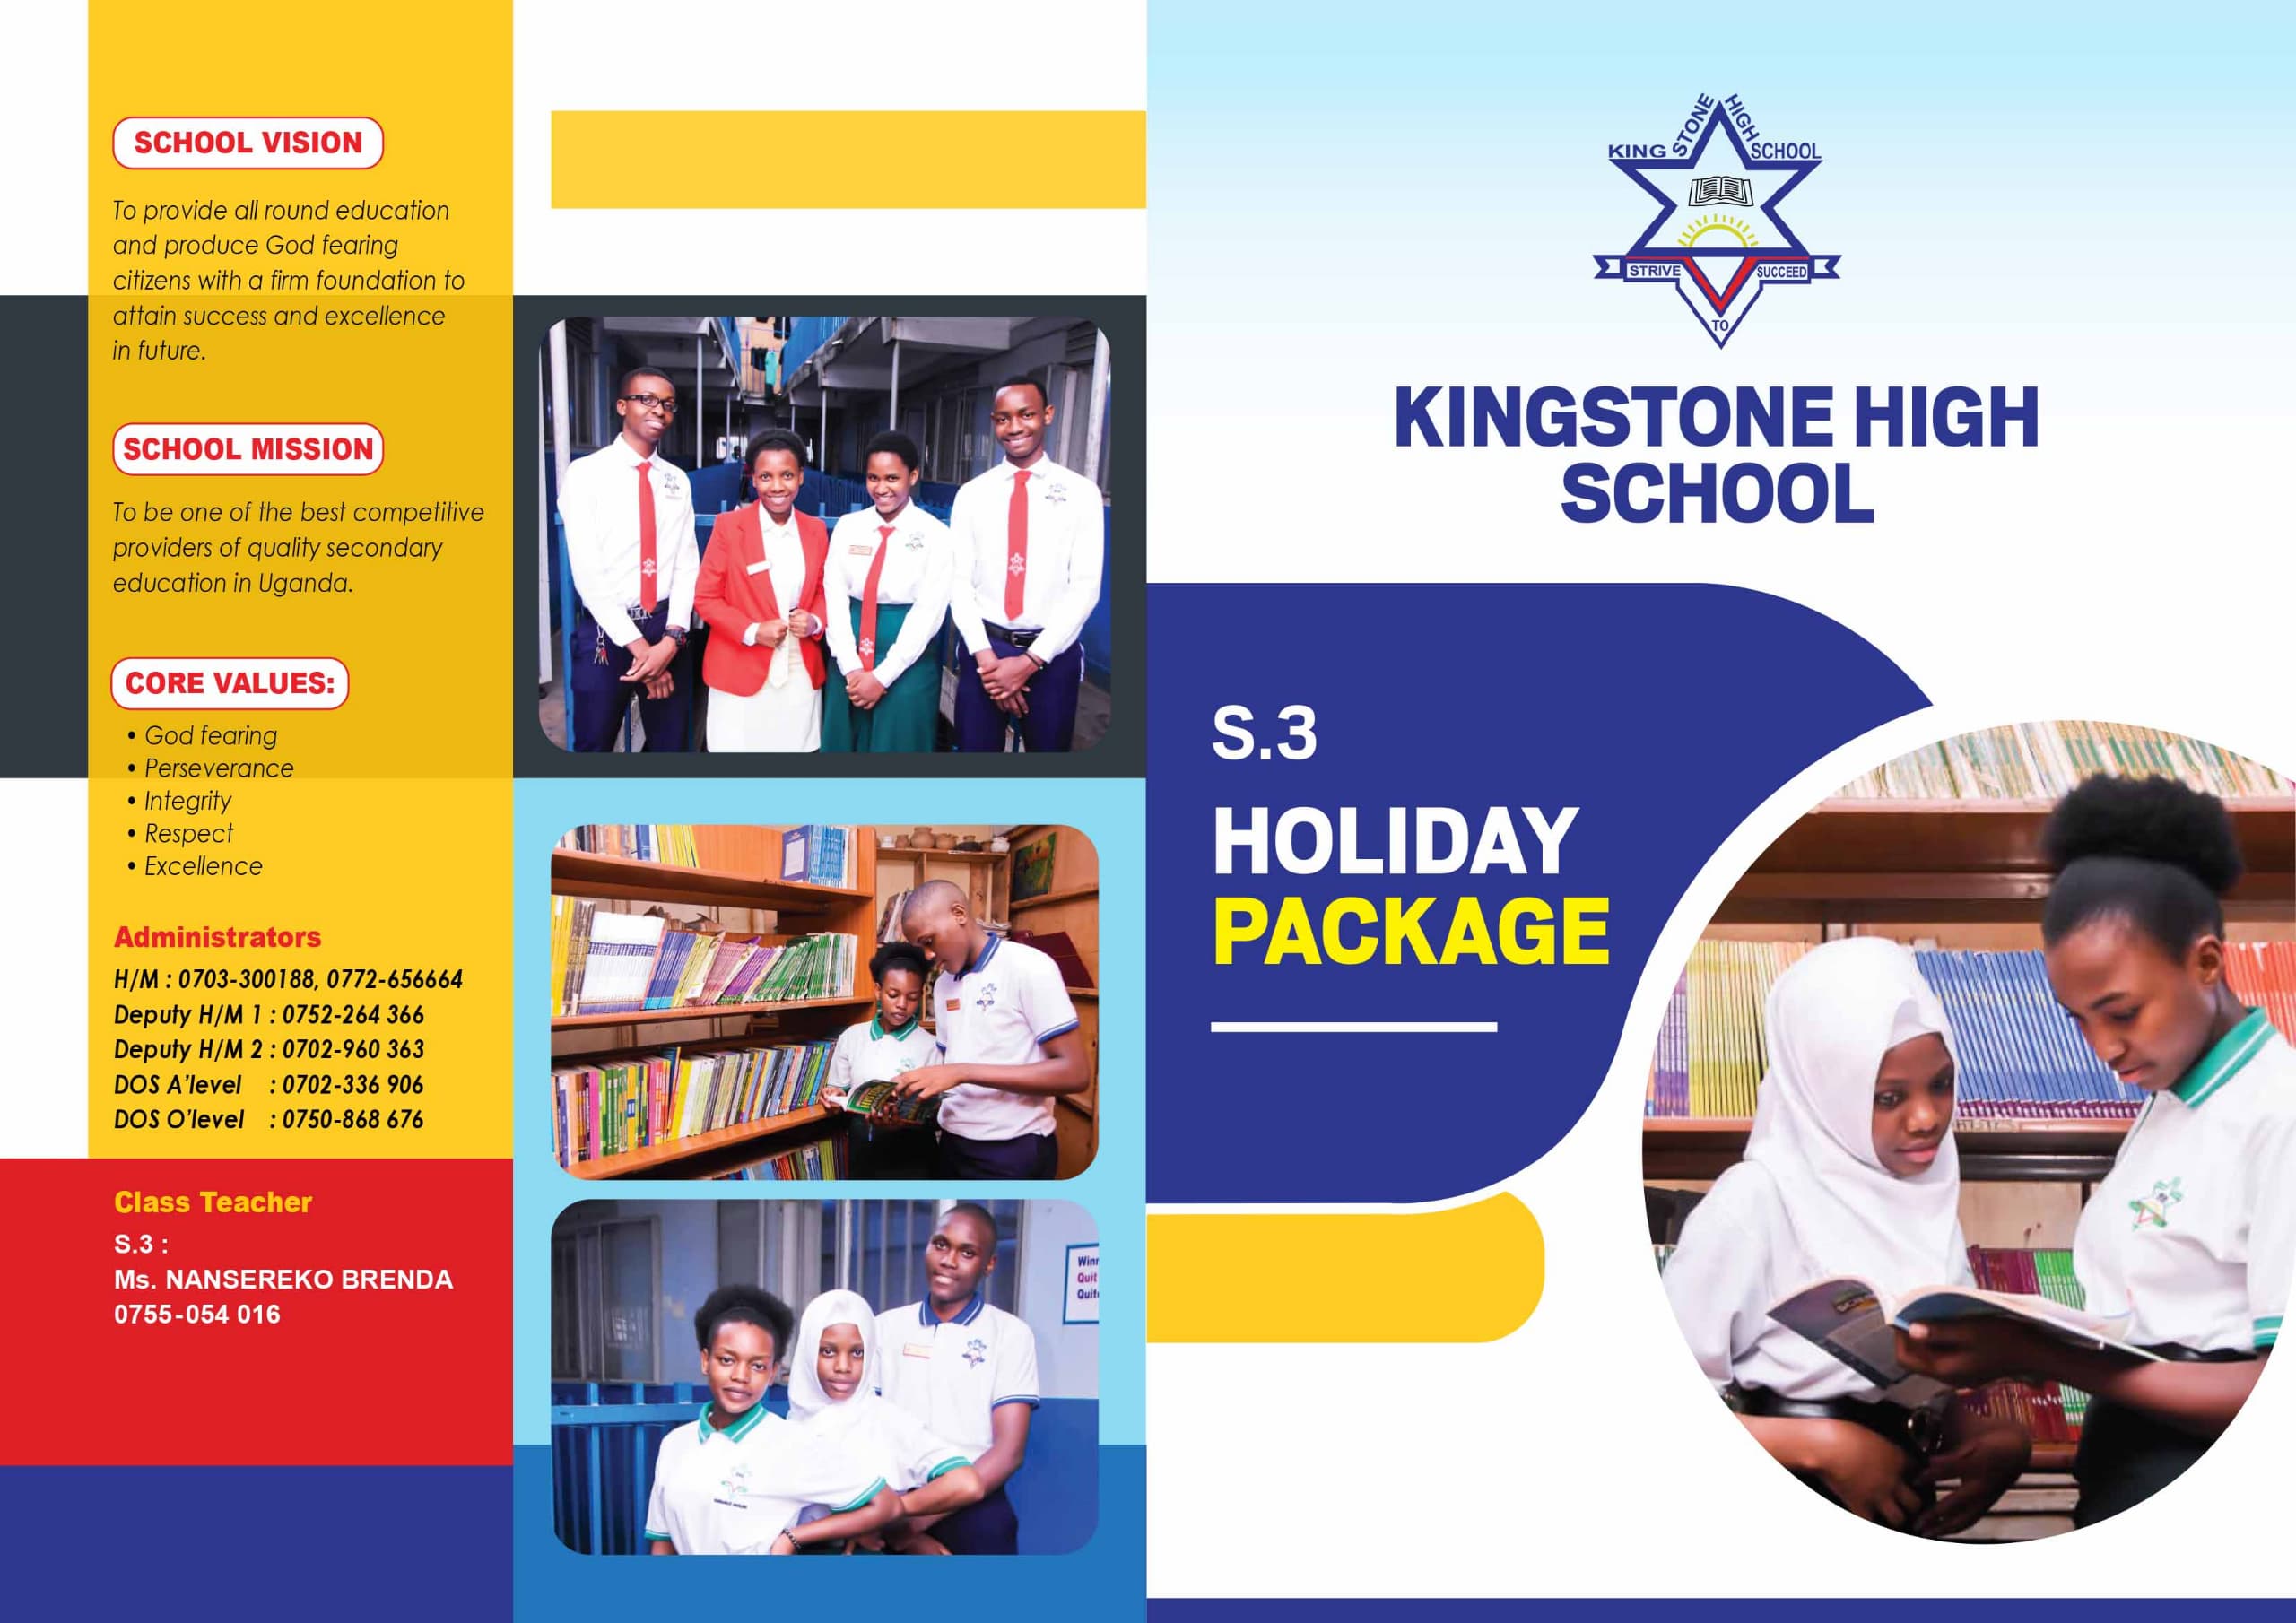 SCHOOL VISION
To provide all round education
and produce God fearing
citizens with a firm foundation to
attain success and excellence
in future.
SCHOOL MISSION
To be one of the best competitive
providers of quality secondary
education in Uganda.
CORE VALUES:
• God fearing
• Perseverance
• Integrity
• Respect
• Excellence
Administrators
H/M : 0703-300188, 0772-656664
Deputy H/M 1 : 0752-264 366
Deputy H/M 2 : 0702-960 363
DOS A'level : 0702-336 906
DOS O'level : 0750-868 676
Class Teacher
S.3 :
Ms. NANSEREKO BRENDA
0755-054 016
Quit
KING STONE HIGH SCHOOL
STRIVE TO SUCCEED
KINGSTONE HIGH
SCHOOL
S.3
HOLIDAY
PACKAGE